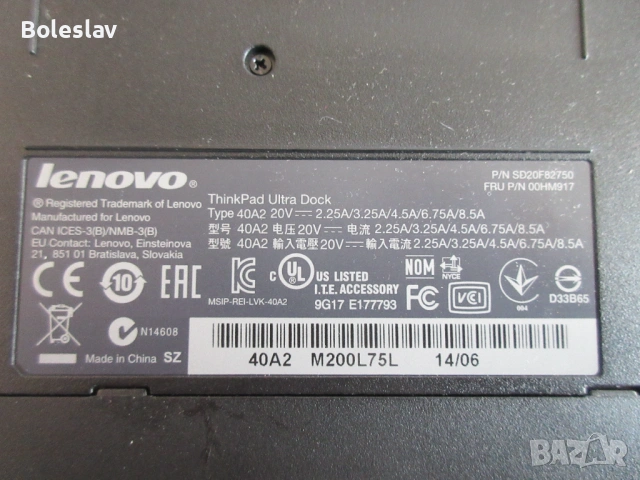 Boleslav
lenovo®
P/N SD20F82750
FRU P/N 00HM917
® Registered Trademark of Lenovo
Manufactured for Lenovo
CAN ICES-3(B)/NMB-3(B)
EU Contact: Lenovo, Einsteinova
21, 851 01 Bratislava, Slovakia
ThinkPad Ultra Dock
Type 40A2 20V⎓2.25A/3.25A/4.5A/6.75A/8.5A
型号 40A2 电压 20V⎓电流 2.25A/3.25A/4.5A/6.75A/8.5A
型號 40A2 輸入電壓 20V⎓輸入電流 2.25A/3.25A/4.5A/6.75A/8.5A
CE 10 EAC
MSIP-REI-LVK-40A2
C UL US LISTED
I.T.E. ACCESSORY
9G17 E177793
NOM NYCE
FC VCI
D33B65
N14608
Made in China SZ
40A2 M200L75L 14/06
BAZAR